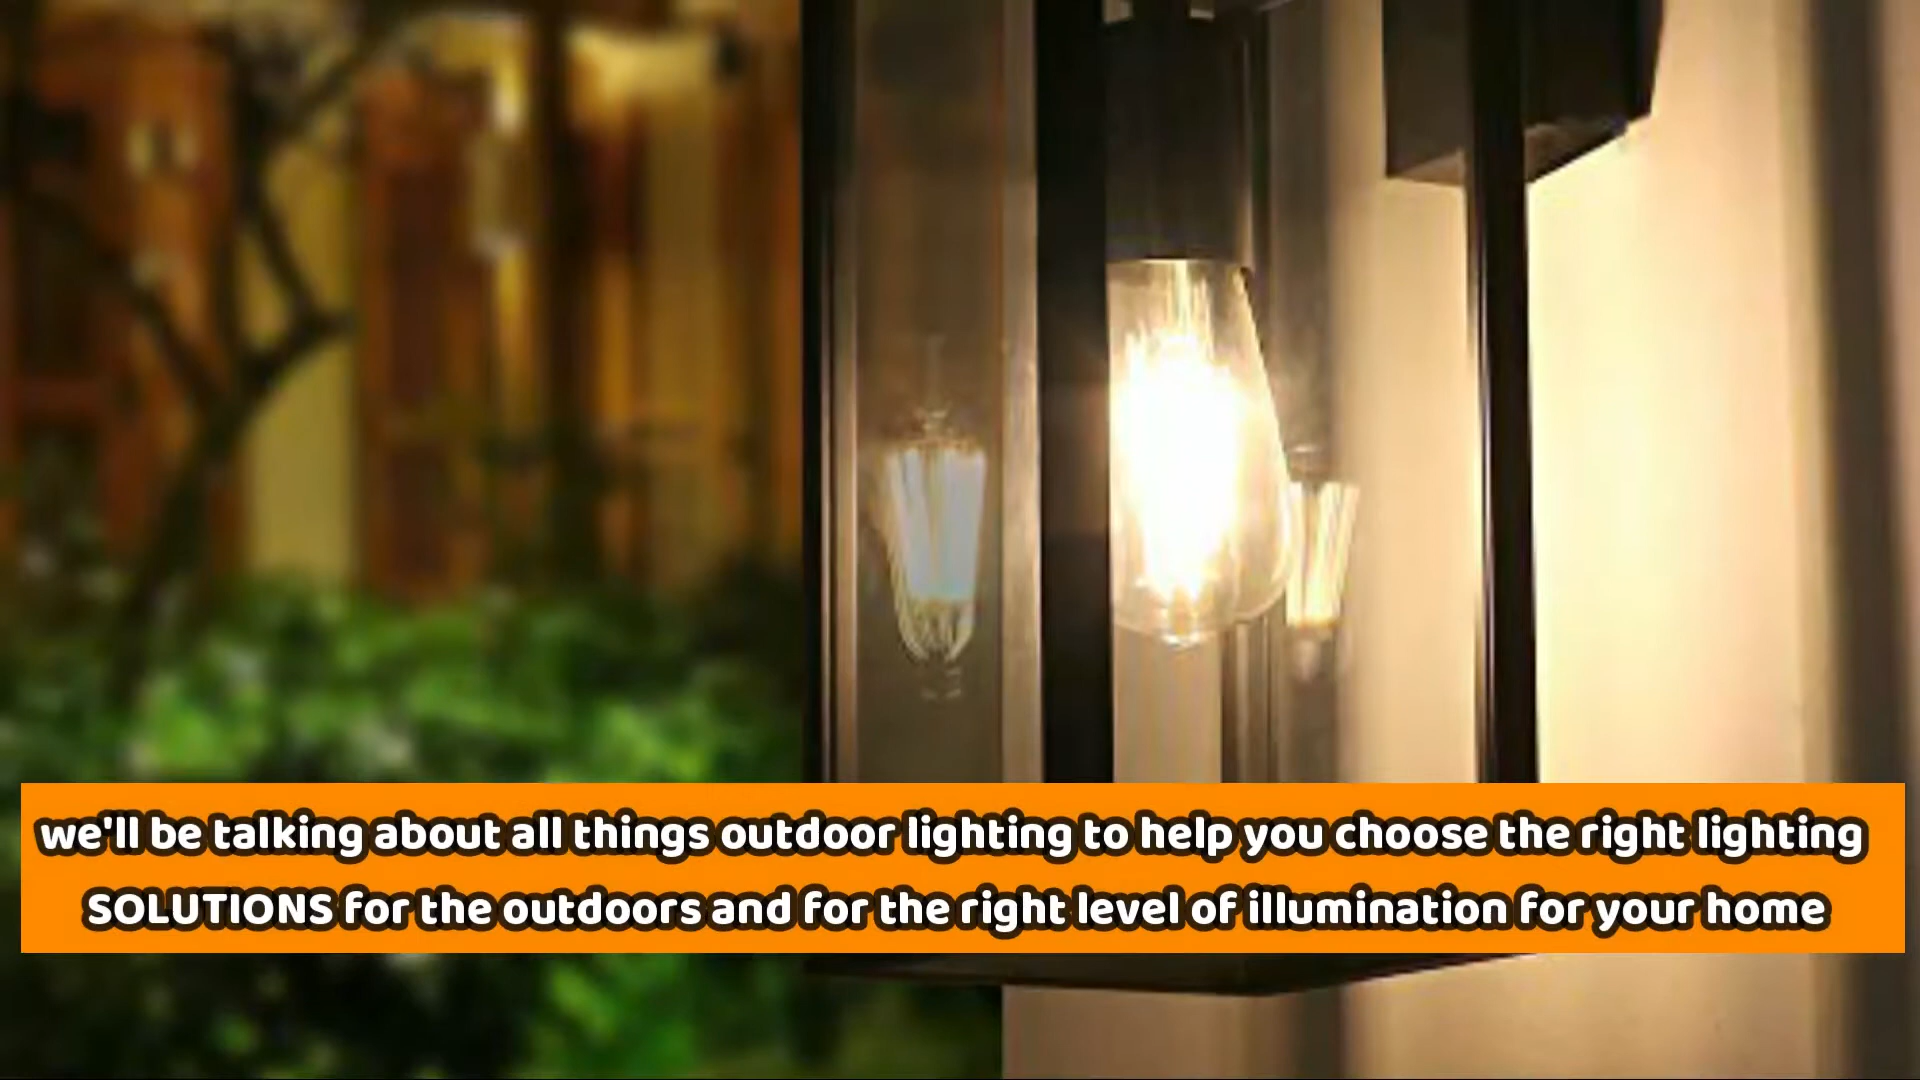 we'll be talking about all things outdoor lighting to help you choose the right lighting
SOLUTIONS for the outdoors and for the right level of illumination for your home